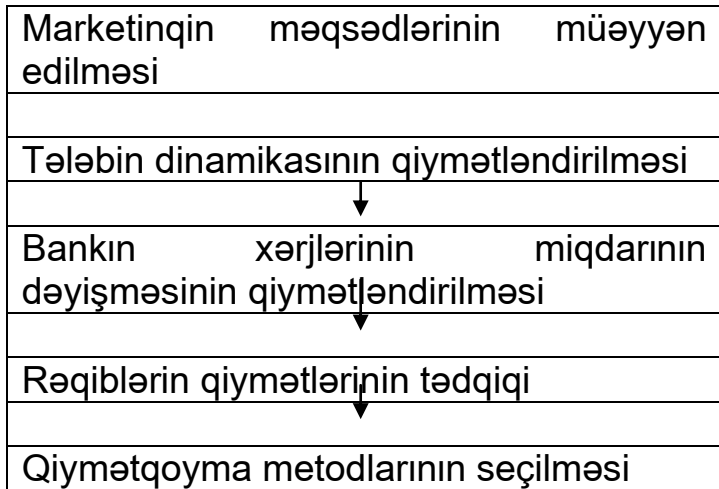 Marketinqin məqsədlərinin müəyyən
edilməsi
Tələbin dinamikasının qiymətləndirilməsi
Bankın xərjlərinin miqdarının
dəyişməsinin qiymətləndirilməsi
Rəqiblərin qiymətlərinin tədqiqi
Qiymətqoyma metodlarının seçilməsi